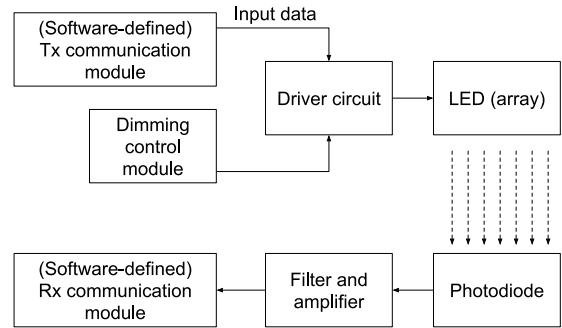 (Software-defined)
Tx communication
module
Input data
Driver circuit
LED (array)
Dimming
control
module
(Software-defined)
Rx communication
module
Filter and
amplifier
Photodiode